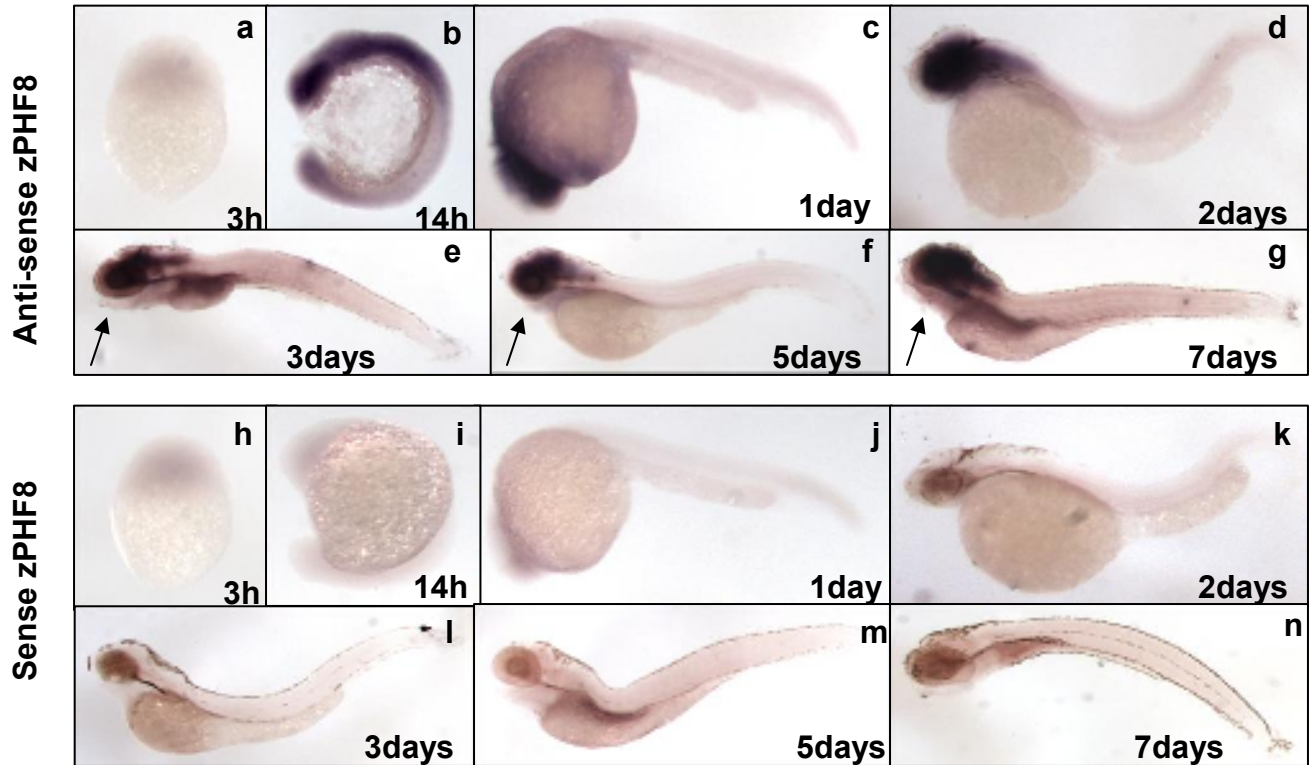 Anti-sense zPHF8
a
3h
b
14h
c
1day
d
2days
e
3days
f
5days
g
7days
Sense zPHF8
h
3h
i
14h
j
1day
k
2days
l
3days
m
5days
n
7days